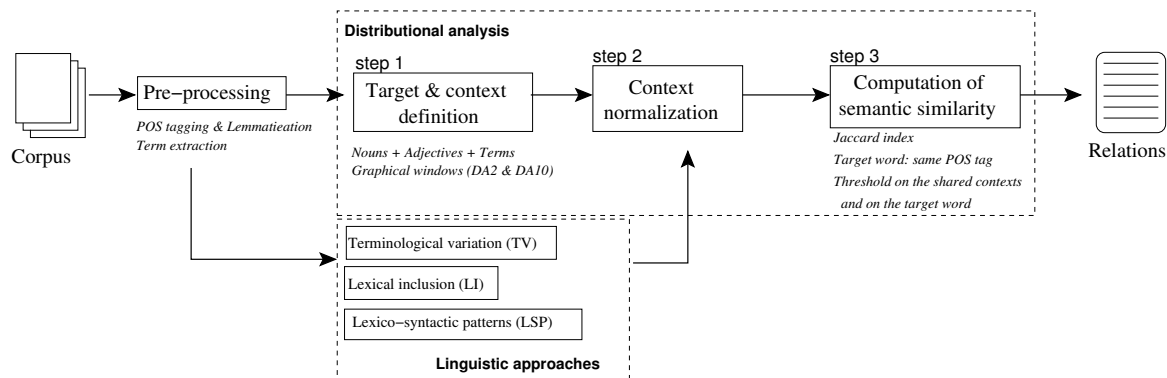 Distributional analysis
step 1
step 2
step 3
Corpus
Pre-processing
POS tagging & Lemmatieation
Term extraction
Target & context
definition
Nouns + Adjectives + Terms
Graphical windows (DA2 & DA10)
Context
normalization
Computation of
semantic similarity
Jaccard index
Target word: same POS tag
Threshold on the shared contexts
and on the target word
Relations
Terminological variation (TV)
Lexical inclusion (LI)
Lexico-syntactic patterns (LSP)
Linguistic approaches